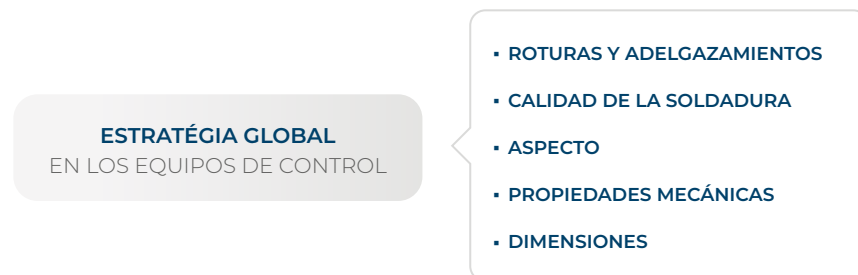 ESTRATÉGIA GLOBAL
EN LOS EQUIPOS DE CONTROL
▪ ROTURAS Y ADELGAZAMIENTOS
▪ CALIDAD DE LA SOLDADURA
▪ ASPECTO
▪ PROPIEDADES MECÁNICAS
▪ DIMENSIONES